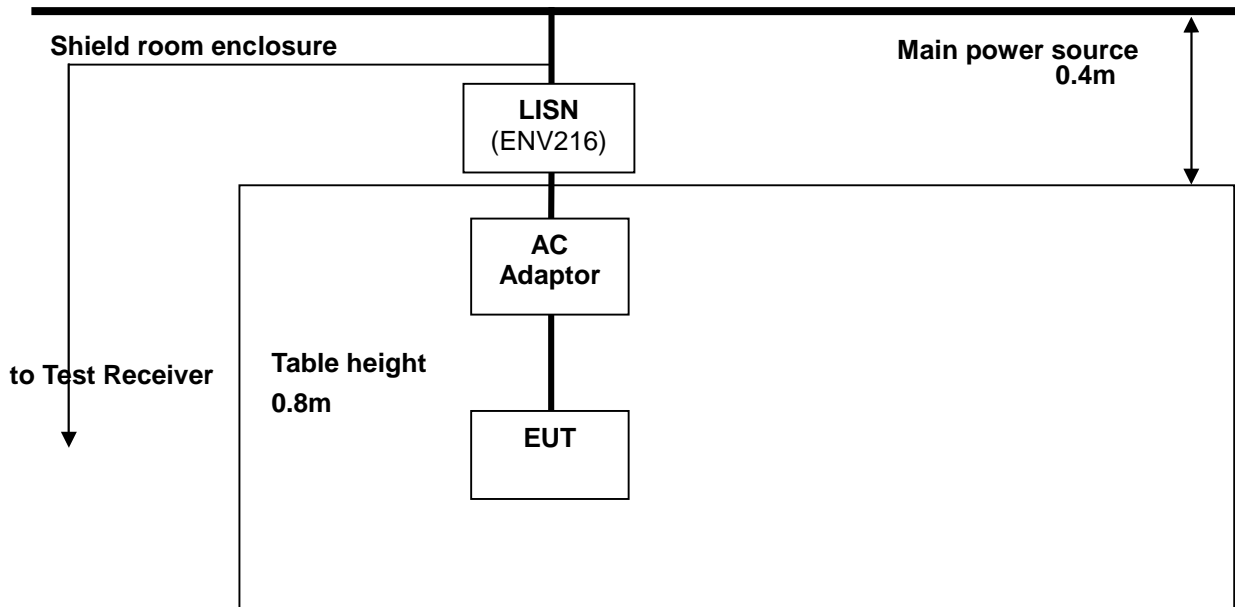 Shield room enclosure
Main power source
0.4m
LISN
(ENV216)
AC
Adaptor
to Test Receiver
Table height
0.8m
EUT